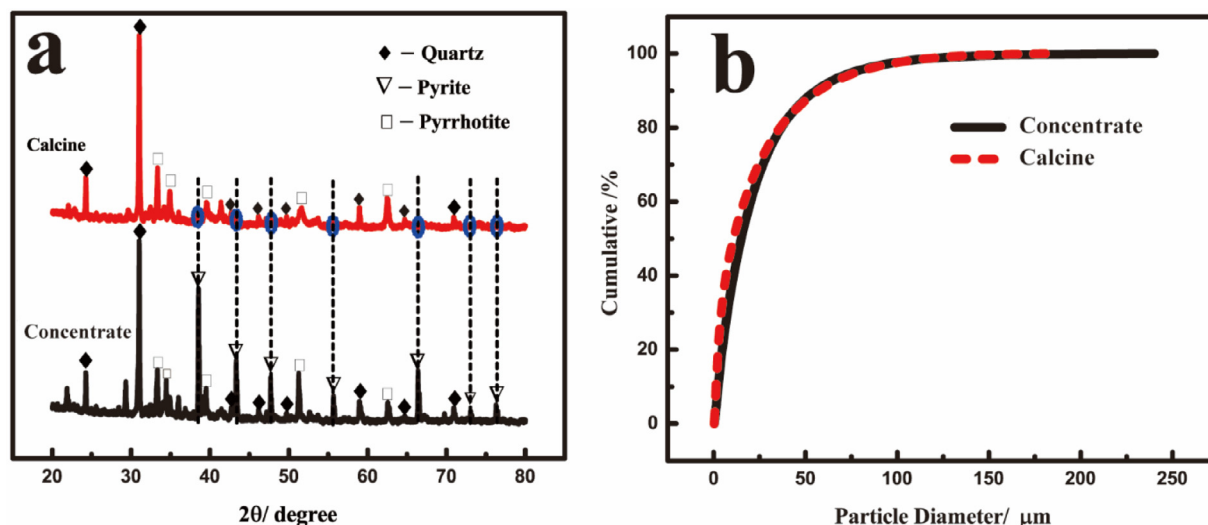 a
◆ – Quartz
▽ – Pyrite
□ – Pyrrhotite
Calcine
Concentrate
20 30 40 50 60 70 80
2θ/ degree
b
100
80
60
40
20
0
Cumulative /%
Concentrate
Calcine
0 50 100 150 200 250
Particle Diameter/ μm